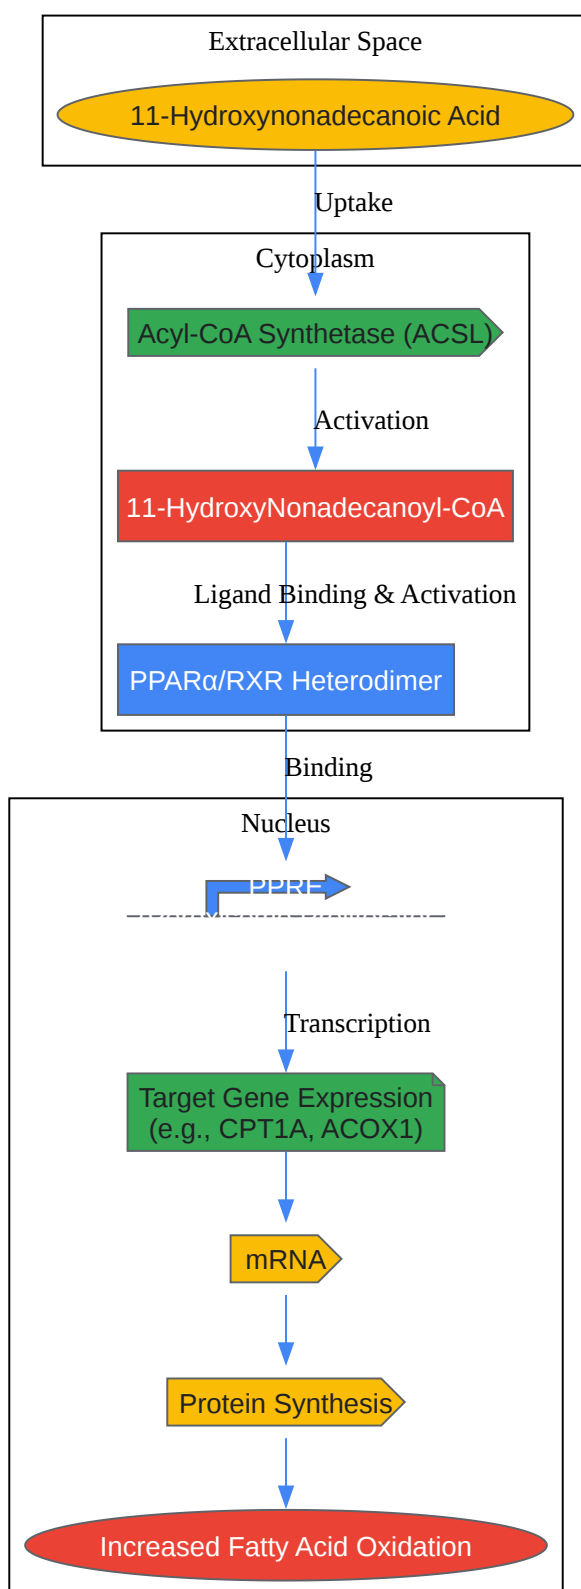 Extracellular Space
11-Hydroxynonadecanoic Acid
Uptake
Cytoplasm
Acyl-CoA Synthetase (ACSL)
Activation
11-HydroxyNonadecanoyl-CoA
Ligand Binding & Activation
PPARα/RXR Heterodimer
Binding
Nucleus
PPRE
Transcription
Target Gene Expression
(e.g., CPT1A, ACOX1)
mRNA
Protein Synthesis
Increased Fatty Acid Oxidation